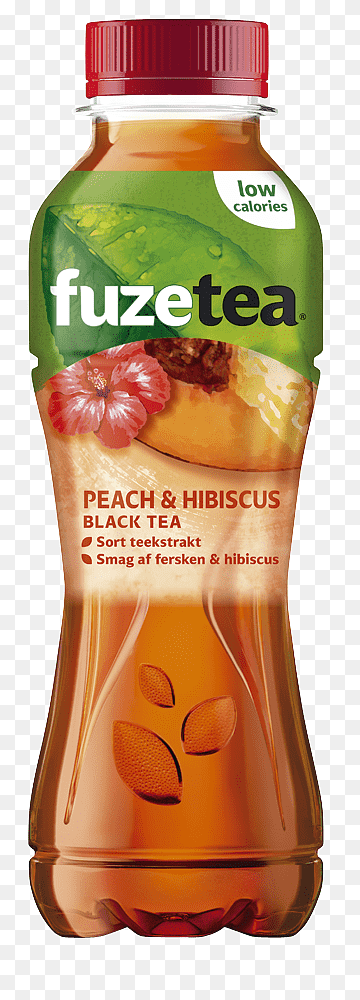 low
calories
fuzetea®
PEACH & HIBISCUS
BLACK TEA
Sort teekstrakt
Smag af fersken & hibiscus